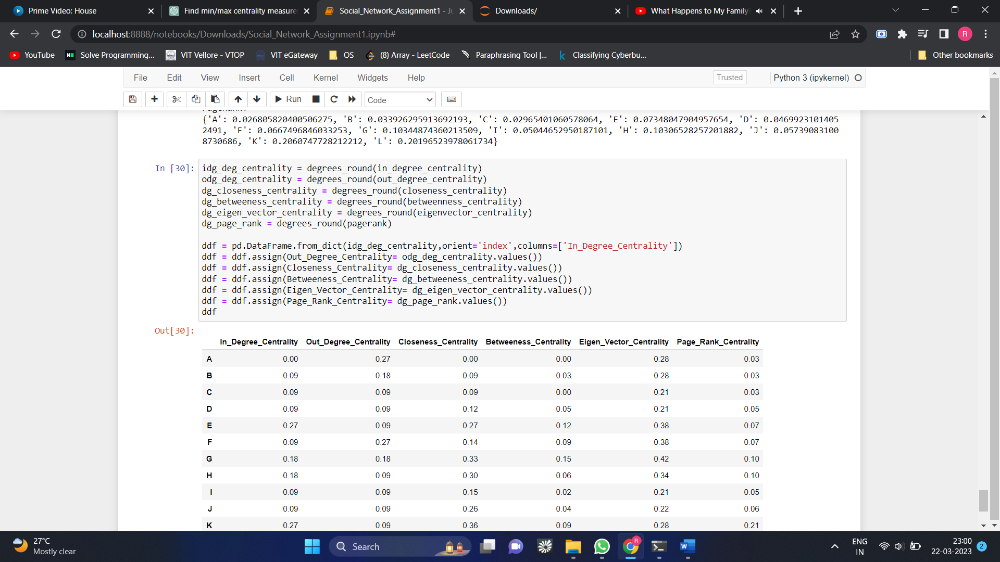 Prime Video: House
Find min/max centrality measure
Social_Network_Assignment1 - Ju
Downloads/
What Happens to My Family?
localhost:8888/notebooks/Downloads/Social_Network_Assignment1.ipynb#
R
YouTube
Solve Programming...
VIT Vellore - VTOP
VIT eGateway
OS
(8) Array - LeetCode
Paraphrasing Tool |...
Classifying Cyberbu...
Other bookmarks
File Edit View Insert Cell Kernel Widgets Help
Trusted
Python 3 (ipykernel)
Run
Code
{'A': 0.026805820400506275, 'B': 0.033926295913692193, 'C': 0.02965401060578064, 'E': 0.07348047904957654, 'D': 0.0469923101405
2491, 'F': 0.0667496846033253, 'G': 0.10344874360213509, 'I': 0.05044652950187101, 'H': 0.10306528257201882, 'J': 0.05739083100
8730686, 'K': 0.2060747728212212, 'L': 0.20196523978061734}
In [30]:
idg_deg_centrality = degrees_round(in_degree_centrality)
odg_deg_centrality = degrees_round(out_degree_centrality)
dg_closeness_centrality = degrees_round(closeness_centrality)
dg_betweeness_centrality = degrees_round(betweenness_centrality)
dg_eigen_vector_centrality = degrees_round(eigenvector_centrality)
dg_page_rank = degrees_round(pagerank)
ddf = pd.DataFrame.from_dict(idg_deg_centrality,orient='index',columns=['In_Degree_Centrality'])
ddf = ddf.assign(Out_Degree_Centrality= odg_deg_centrality.values())
ddf = ddf.assign(Closeness_Centrality= dg_closeness_centrality.values())
ddf = ddf.assign(Betweeness_Centrality= dg_betweeness_centrality.values())
ddf = ddf.assign(Eigen_Vector_Centrality= dg_eigen_vector_centrality.values())
ddf = ddf.assign(Page_Rank_Centrality= dg_page_rank.values())
ddf
Out[30]:
In_Degree_Centrality Out_Degree_Centrality Closeness_Centrality Betweeness_Centrality Eigen_Vector_Centrality Page_Rank_Centrality
A 0.00 0.27 0.00 0.00 0.28 0.03
B 0.09 0.18 0.09 0.03 0.28 0.03
C 0.09 0.09 0.09 0.00 0.21 0.03
D 0.09 0.09 0.12 0.05 0.21 0.05
E 0.27 0.09 0.27 0.12 0.38 0.07
F 0.09 0.27 0.14 0.09 0.38 0.07
G 0.18 0.18 0.33 0.15 0.42 0.10
H 0.18 0.09 0.30 0.06 0.34 0.10
I 0.09 0.09 0.15 0.02 0.21 0.05
J 0.09 0.09 0.26 0.04 0.22 0.06
K 0.27 0.09 0.36 0.09 0.28 0.21
27°C
Mostly clear
Search
ENG
IN
23:00
22-03-2023
2